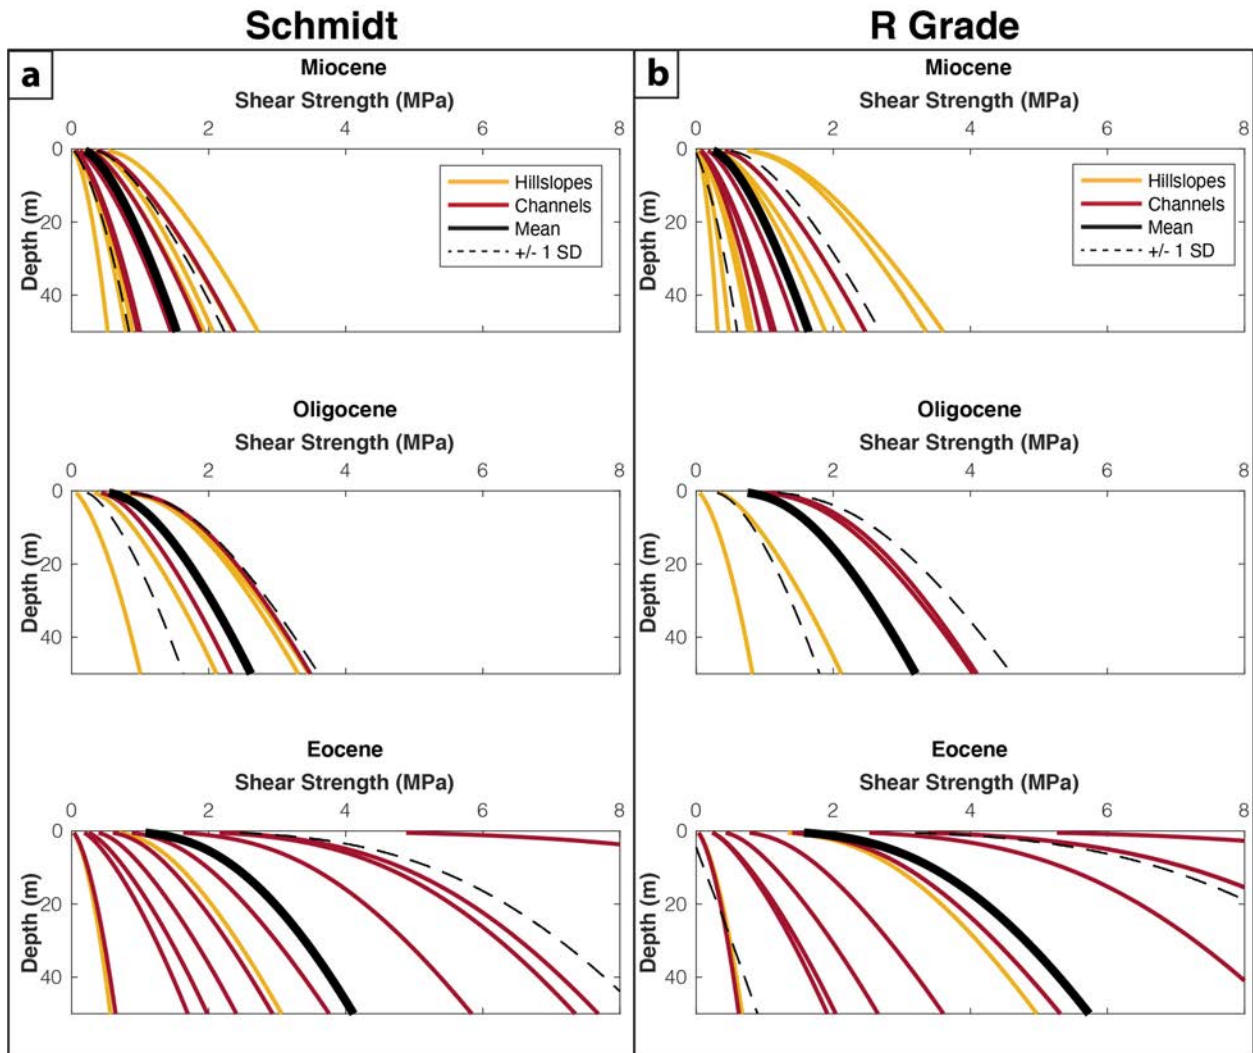 Schmidt
a
Miocene
Shear Strength (MPa)
0 2 4 6 8
0
20
40
Depth (m)
Hillslopes
Channels
Mean
+/- 1 SD
Oligocene
Shear Strength (MPa)
0 2 4 6 8
0
20
40
Depth (m)
Eocene
Shear Strength (MPa)
0 2 4 6 8
0
20
40
Depth (m)
R Grade
b
Miocene
Shear Strength (MPa)
0 2 4 6 8
0
20
40
Depth (m)
Hillslopes
Channels
Mean
+/- 1 SD
Oligocene
Shear Strength (MPa)
0 2 4 6 8
0
20
40
Depth (m)
Eocene
Shear Strength (MPa)
0 2 4 6 8
0
20
40
Depth (m)